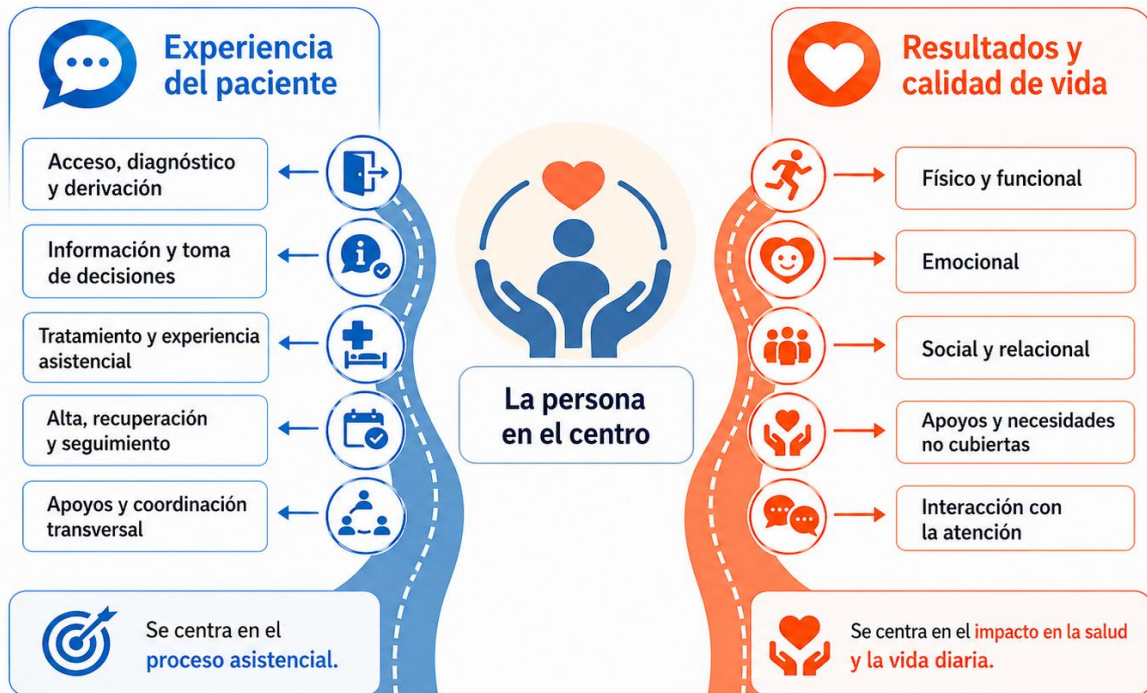 Experiencia
del paciente
Acceso, diagnóstico
y derivación
Información y toma
de decisiones
Tratamiento y experiencia
asistencial
Alta, recuperación
y seguimiento
Apoyos y coordinación
transversal
Se centra en el
proceso asistencial.
La persona
en el centro
Resultados y
calidad de vida
Físico y funcional
Emocional
Social y relacional
Apoyos y necesidades
no cubiertas
Interacción con
la atención
Se centra en el impacto en la salud
y la vida diaria.